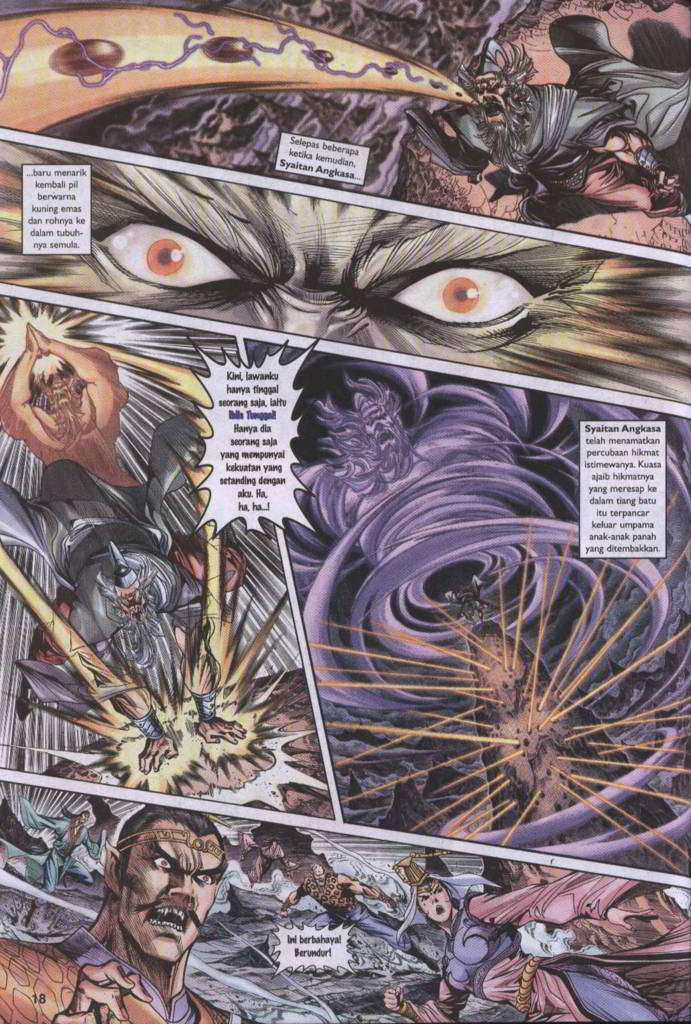 Selepas beberapa
ketika kemudian,
Syaitan Angkasa...
...baru menarik
kembali pil
berwarna
kuning emas
dan rohnya ke
dalam tubuh-
nya semula.
Kini, lawanku
hanya tinggal
seorang saja, iaitu
Iblis Tunggal!
Hanya dia
seorang saja
yang mempunyai
kekuatan yang
setanding dengan
aku. Ha,
ha, ha...!
Syaitan Angkasa
telah menamatkan
percubaan hikmat
istimewanya. Kuasa
ajaib hikmatnya
yang meresap ke
dalam tiang batu
itu terpancar
keluar umpama
anak-anak panah
yang ditembakkan.
Ini berbahaya!
Berundur!
18